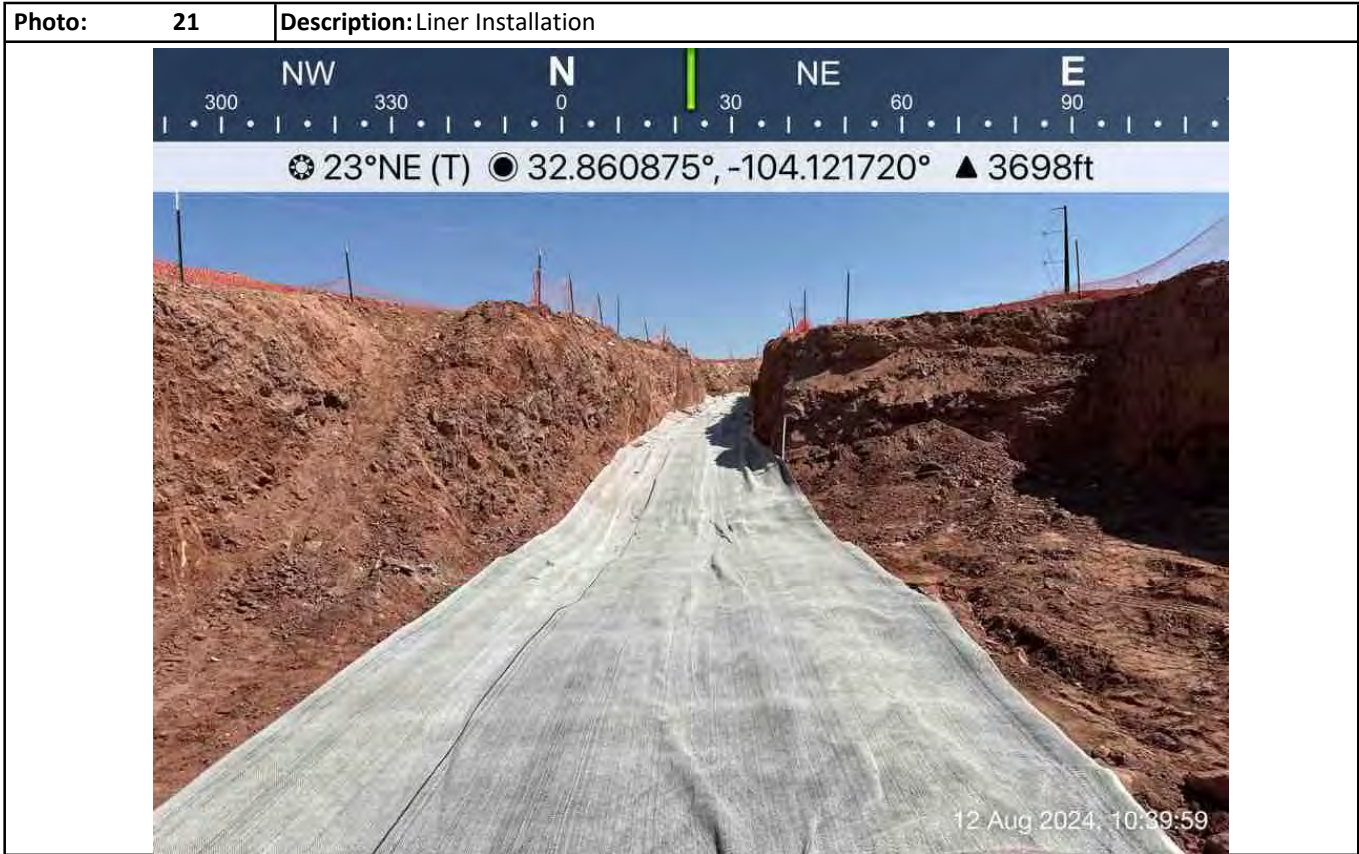 Photo: 21 Description: Liner Installation
NW N NE E
300 330 0 30 60 90
23°NE (T) 32.860875°, -104.121720° ▲ 3698ft
12 Aug 2024, 10:39:59